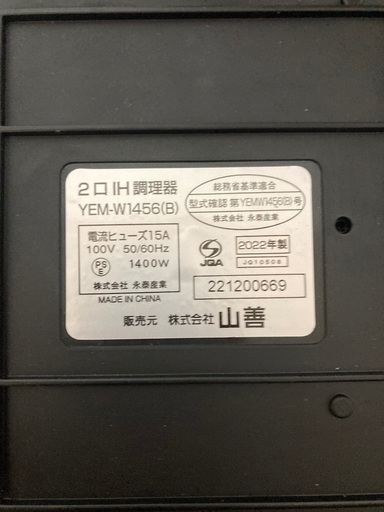 2口IH調理器
YEM-W1456(B)
総務省基準適合
型式確認 第YEMW1456(B)号
株式会社 永泰産業
電流ヒューズ15A
100V 50/60Hz
PSE 1400W
株式会社 永泰産業
MADE IN CHINA
JQA
2022年製
JQ10506
221200669
販売元 株式会社 山善